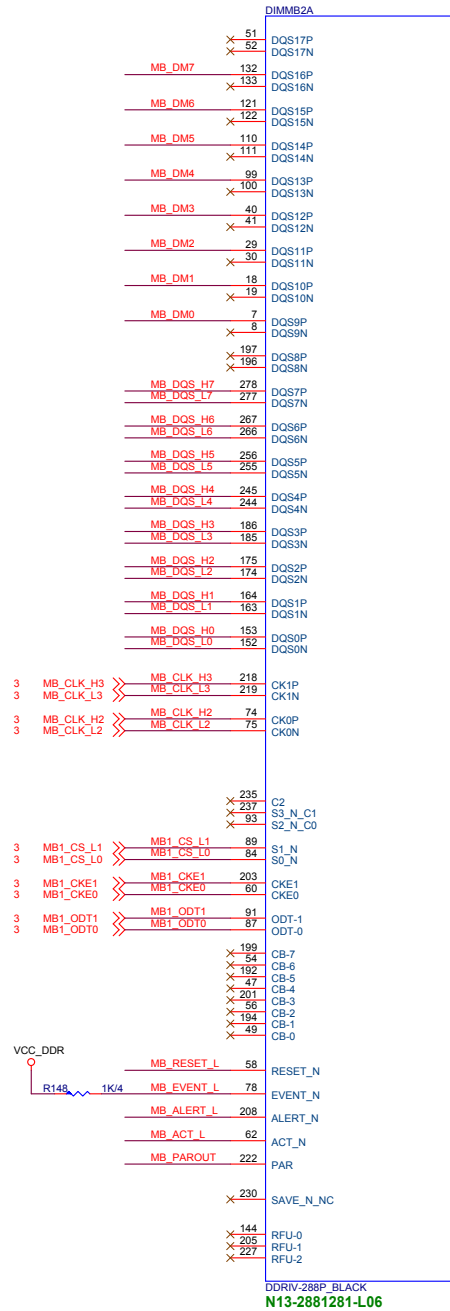 DIMMB2A
51 DQS17P
52 DQS17N
MB_DM7 132 DQS16P
133 DQS16N
MB_DM6 121 DQS15P
122 DQS15N
MB_DM5 110 DQS14P
111 DQS14N
MB_DM4 99 DQS13P
100 DQS13N
MB_DM3 40 DQS12P
41 DQS12N
MB_DM2 29 DQS11P
30 DQS11N
MB_DM1 18 DQS10P
19 DQS10N
MB_DM0 7 DQS9P
8 DQS9N
197 DQS8P
196 DQS8N
MB_DQS_H7 278 DQS7P
MB_DQS_L7 277 DQS7N
MB_DQS_H6 267 DQS6P
MB_DQS_L6 266 DQS6N
MB_DQS_H5 256 DQS5P
MB_DQS_L5 255 DQS5N
MB_DQS_H4 245 DQS4P
MB_DQS_L4 244 DQS4N
MB_DQS_H3 186 DQS3P
MB_DQS_L3 185 DQS3N
MB_DQS_H2 175 DQS2P
MB_DQS_L2 174 DQS2N
MB_DQS_H1 164 DQS1P
MB_DQS_L1 163 DQS1N
MB_DQS_H0 153 DQS0P
MB_DQS_L0 152 DQS0N
3 MB_CLK_H3 MB_CLK_H3 218 CK1P
3 MB_CLK_L3 MB_CLK_L3 219 CK1N
3 MB_CLK_H2 MB_CLK_H2 74 CK0P
3 MB_CLK_L2 MB_CLK_L2 75 CK0N
235 C2
237 S3_N_C1
93 S2_N_C0
3 MB1_CS_L1 MB1_CS_L1 89 S1_N
3 MB1_CS_L0 MB1_CS_L0 84 S0_N
3 MB1_CKE1 MB1_CKE1 203 CKE1
3 MB1_CKE0 MB1_CKE0 60 CKE0
3 MB1_ODT1 MB1_ODT1 91 ODT-1
3 MB1_ODT0 MB1_ODT0 87 ODT-0
199 CB-7
54 CB-6
192 CB-5
47 CB-4
201 CB-3
56 CB-2
194 CB-1
49 CB-0
VCC_DDR
MB_RESET_L 58 RESET_N
R148 1K/4 MB_EVENT_L 78 EVENT_N
MB_ALERT_L 208 ALERT_N
MB_ACT_L 62 ACT_N
MB_PAROUT 222 PAR
230 SAVE_N_NC
144 RFU-0
205 RFU-1
227 RFU-2
DDRIV-288P_BLACK
N13-2881281-L06